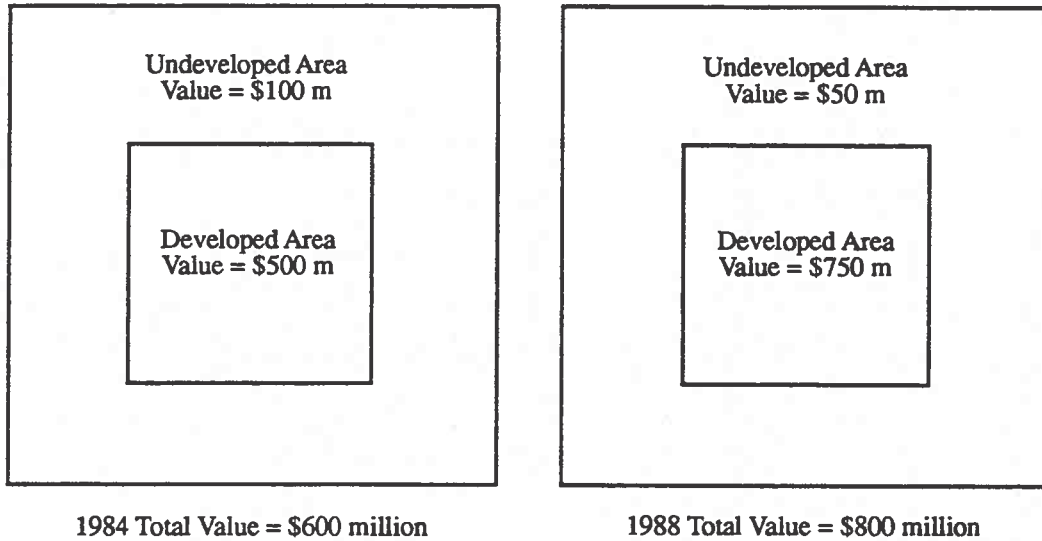 Undeveloped Area
Value = $100 m
Developed Area
Value = $500 m
1984 Total Value = $600 million
Undeveloped Area
Value = $50 m
Developed Area
Value = $750 m
1988 Total Value = $800 million